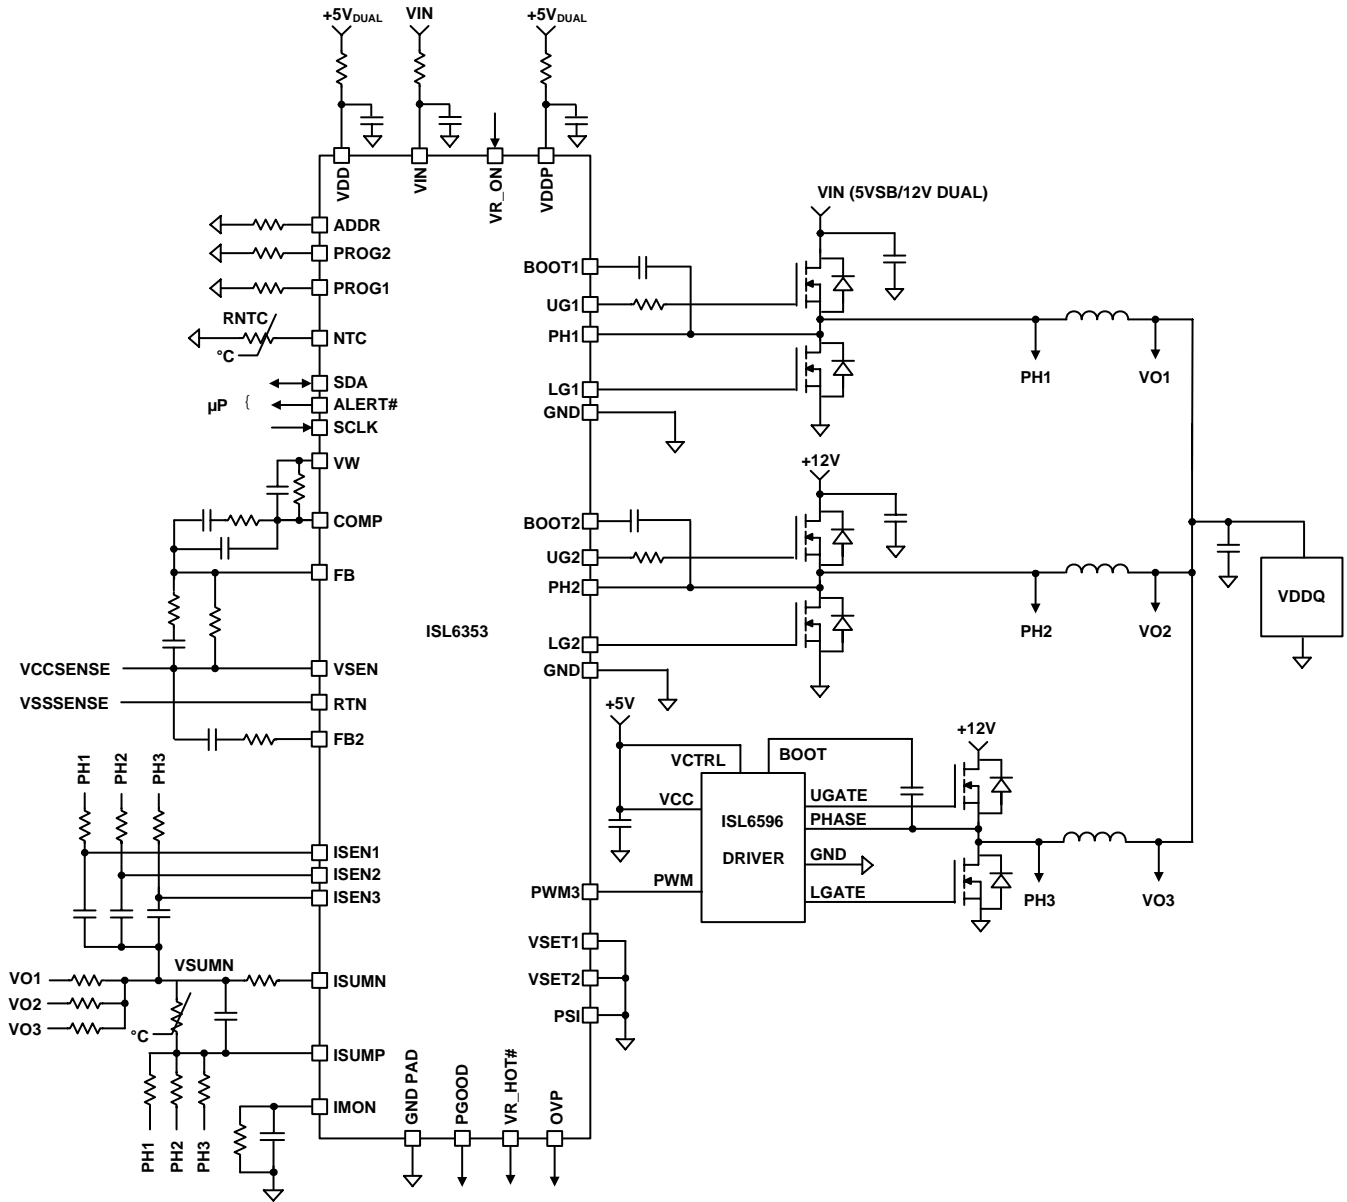 +5VDUAL
VIN
+5VDUAL
VDD
VIN
VR_ON
VDDP
VIN (5VSB/12V DUAL)
ADDR
PROG2
PROG1
RNTC
°C
NTC
SDA
µP {
ALERT#
SCLK
VW
COMP
FB
VCCSENSE
VSEN
VSSSENSE
RTN
FB2
ISL6353
BOOT1
UG1
PH1
LG1
GND
PH1
VO1
+12V
BOOT2
UG2
PH2
LG2
GND
PH2
VO2
VDDQ
+5V
+12V
VCTRL
BOOT
VCC
UGATE
ISL6596
PHASE
DRIVER
GND
PWM
LGATE
PWM3
PH3
VO3
PH1
PH2
PH3
ISEN1
ISEN2
ISEN3
VSET1
VSET2
PSI
VSUMN
VO1
VO2
VO3
ISUMN
°C
ISUMP
IMON
PH1
PH2
PH3
GND PAD
PGOOD
VR_HOT#
OVP